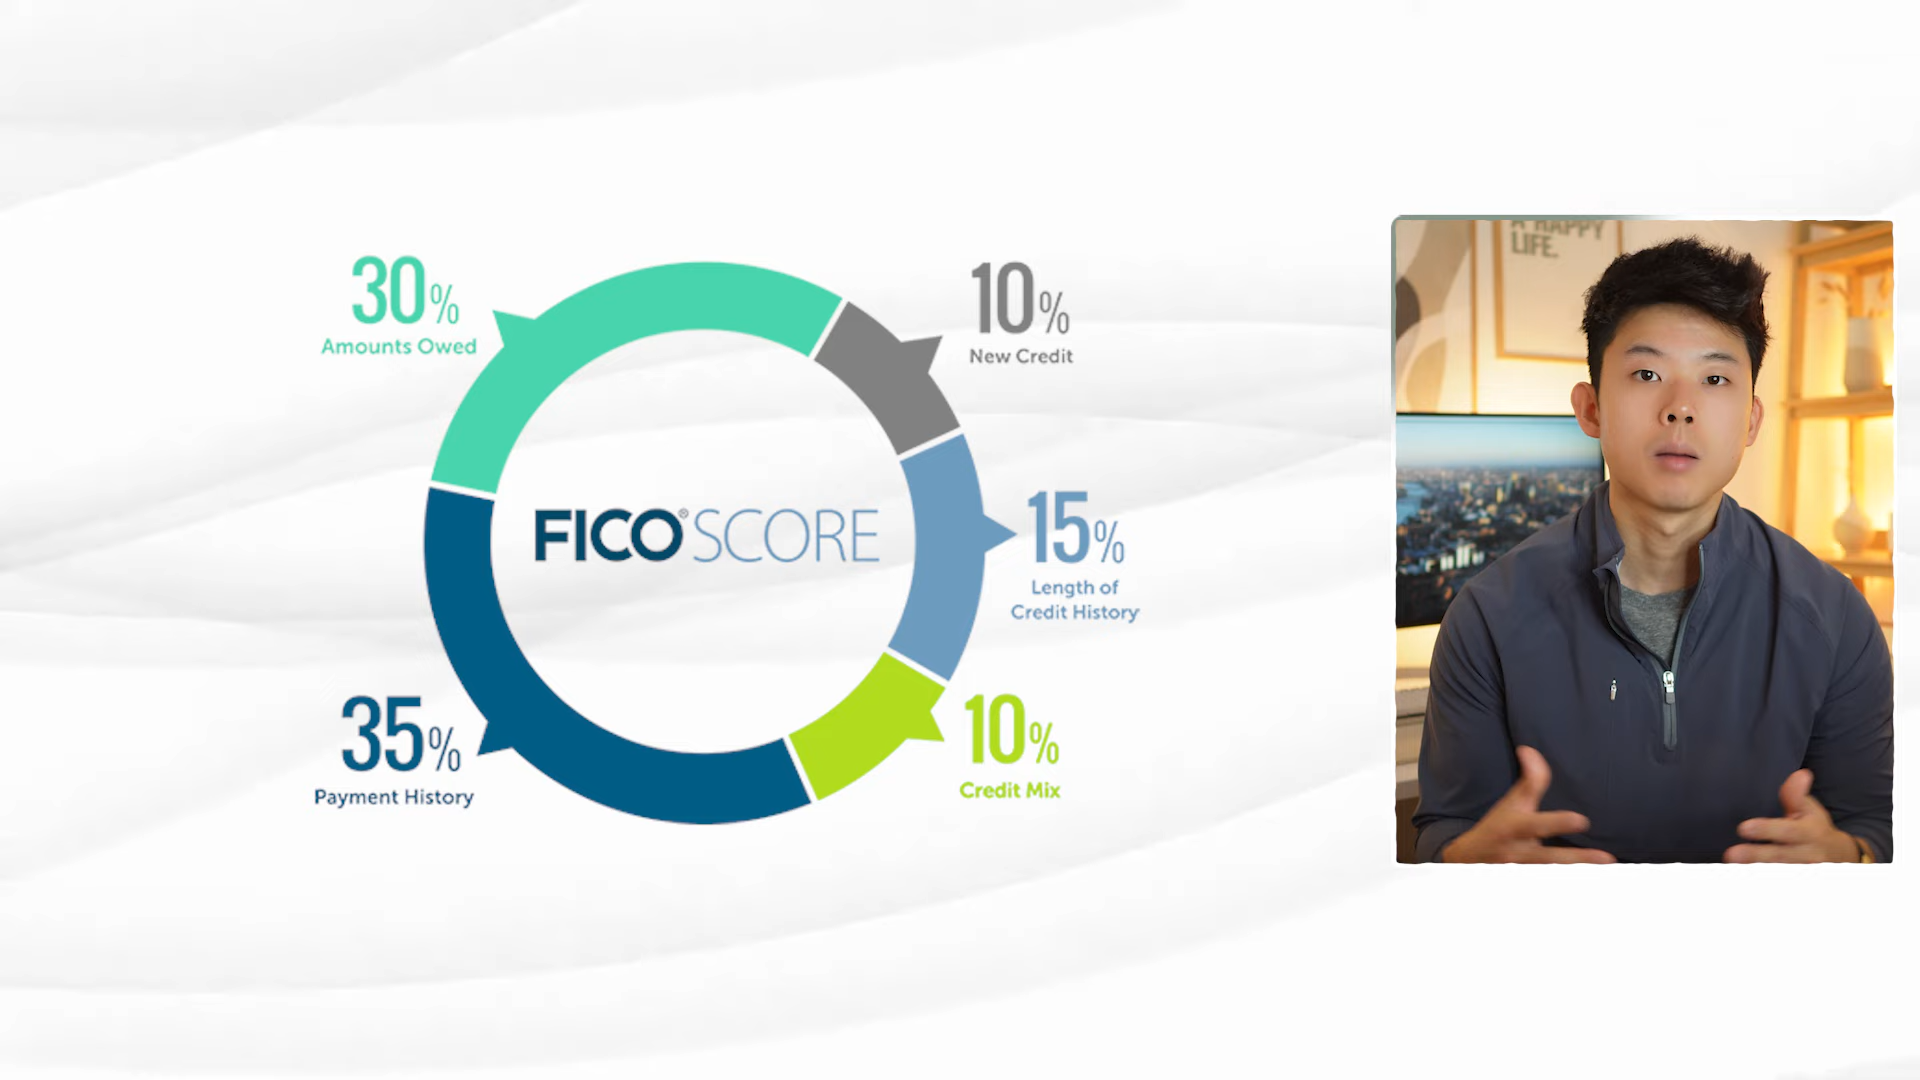 30%
Amounts Owed
10%
New Credit
FICO® SCORE
15%
Length of
Credit History
35%
Payment History
10%
Credit Mix
A HAPPY
LIFE.